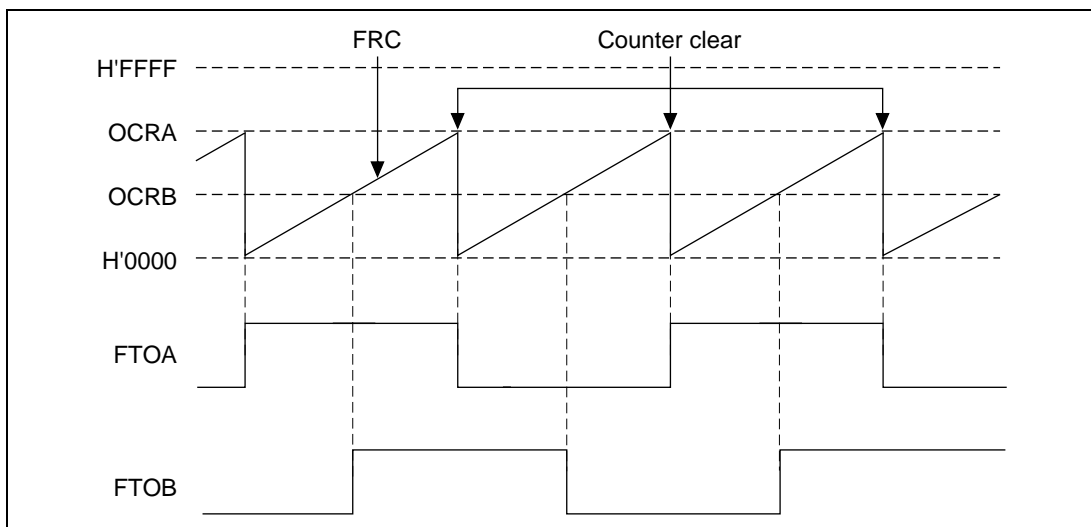 FRC Counter clear
H'FFFF
OCRA
OCRB
H'0000
FTOA
FTOB